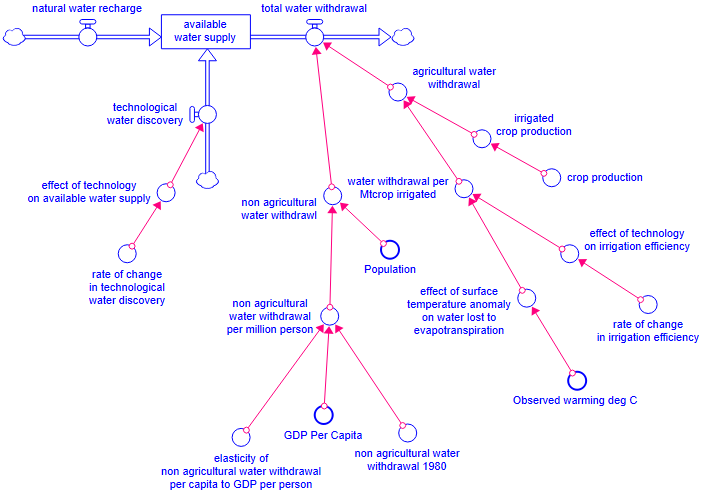 natural water recharge
available
water supply
total water withdrawal
agricultural water
withdrawal
technological
water discovery
irrigated
crop production
crop production
effect of technology
on available water supply
non agricultural
water withdrawl
water withdrawal per
Mtcrop irrigated
effect of technology
on irrigation efficiency
Population
rate of change
in technological
water discovery
non agricultural
water withdrawal
per million person
effect of surface
temperature anomaly
on water lost to
evapotranspiration
rate of change
in irrigation efficiency
Observed warming deg C
GDP Per Capita
elasticity of
non agricultural water withdrawal
per capita to GDP per person
non agricultural water
withdrawal 1980